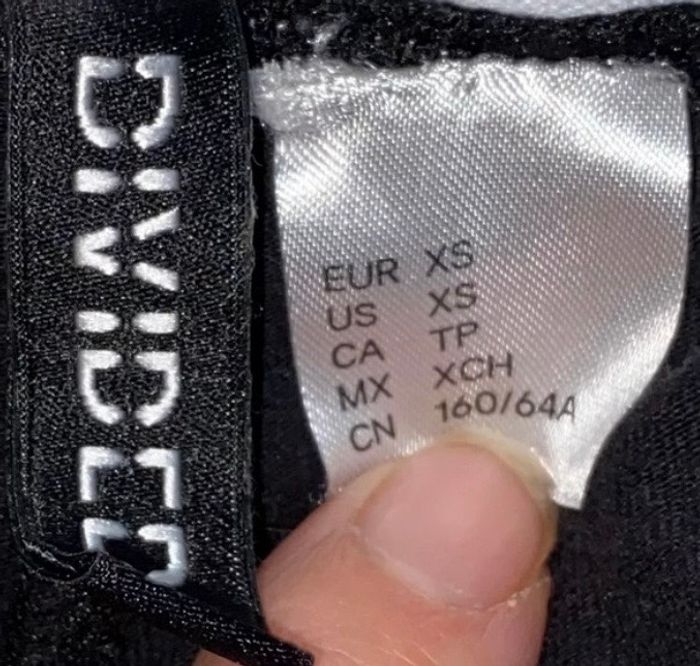 DIVIDED
EUR XS
US XS
CA TP
MX XCH
CN 160/64A